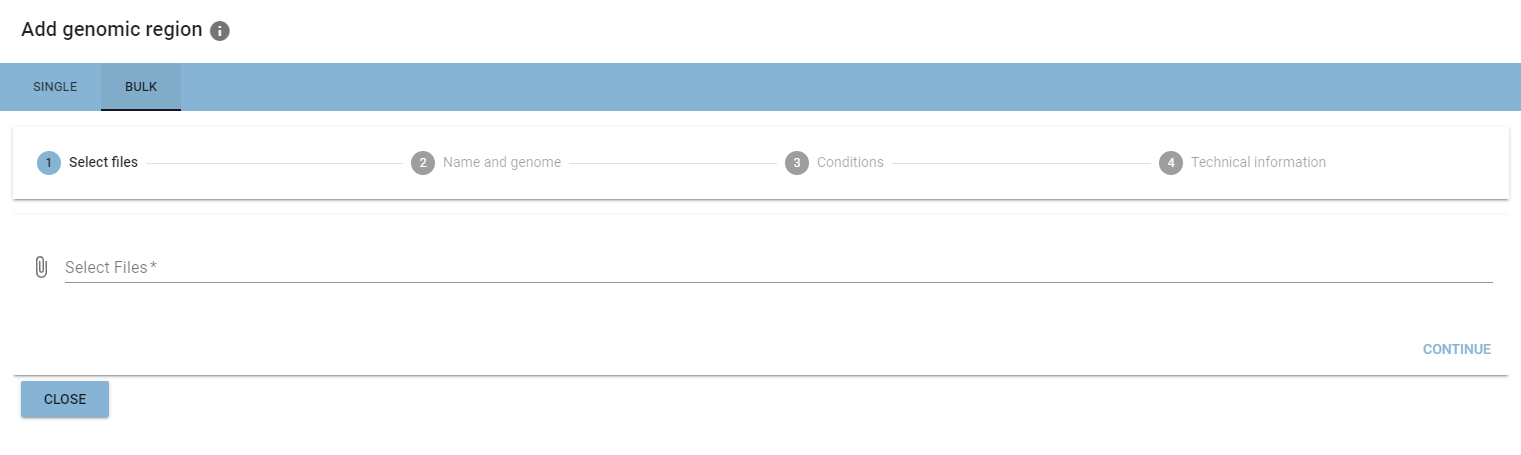 Add genomic region
SINGLE BULK
1 Select files 2 Name and genome 3 Conditions 4 Technical information
Select Files*
CONTINUE
CLOSE